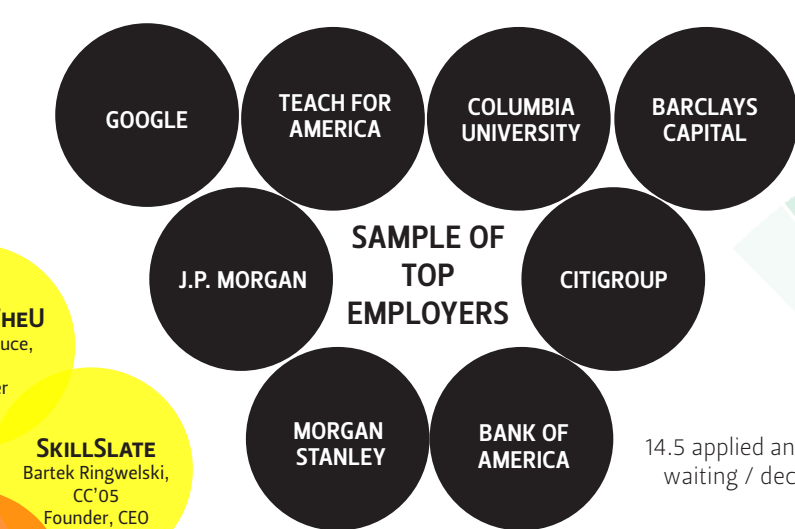 GOOGLE
TEACH FOR
AMERICA
COLUMBIA
UNIVERSITY
BARCLAYS
CAPITAL
J.P. MORGAN
SAMPLE OF
TOP
EMPLOYERS
CITIGROUP
MORGAN
STANLEY
BANK OF
AMERICA
SKILLSLATE
Bartek Ringwelski,
CC'05
Founder, CEO
14.5 applied an
waiting / dec